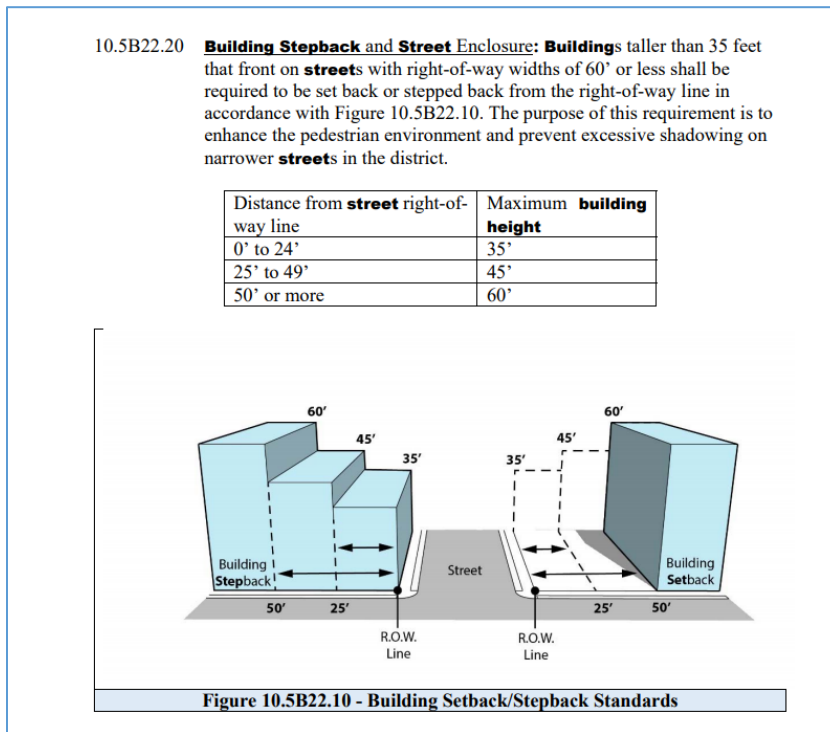 10.5B22.20 Building Stepback and Street Enclosure: Buildings taller than 35 feet
that front on streets with right-of-way widths of 60’ or less shall be
required to be set back or stepped back from the right-of-way line in
accordance with Figure 10.5B22.10. The purpose of this requirement is to
enhance the pedestrian environment and prevent excessive shadowing on
narrower streets in the district.
Distance from street right-of-way line
Maximum building height
0’ to 24’ 35’
25’ to 49’ 45’
50’ or more 60’
60′
45′
35′
35′
45′
60′
Building
Stepback
Street
Building
Setback
50′
25′
25′
50′
R.O.W.
Line
R.O.W.
Line
Figure 10.5B22.10 - Building Setback/Stepback Standards